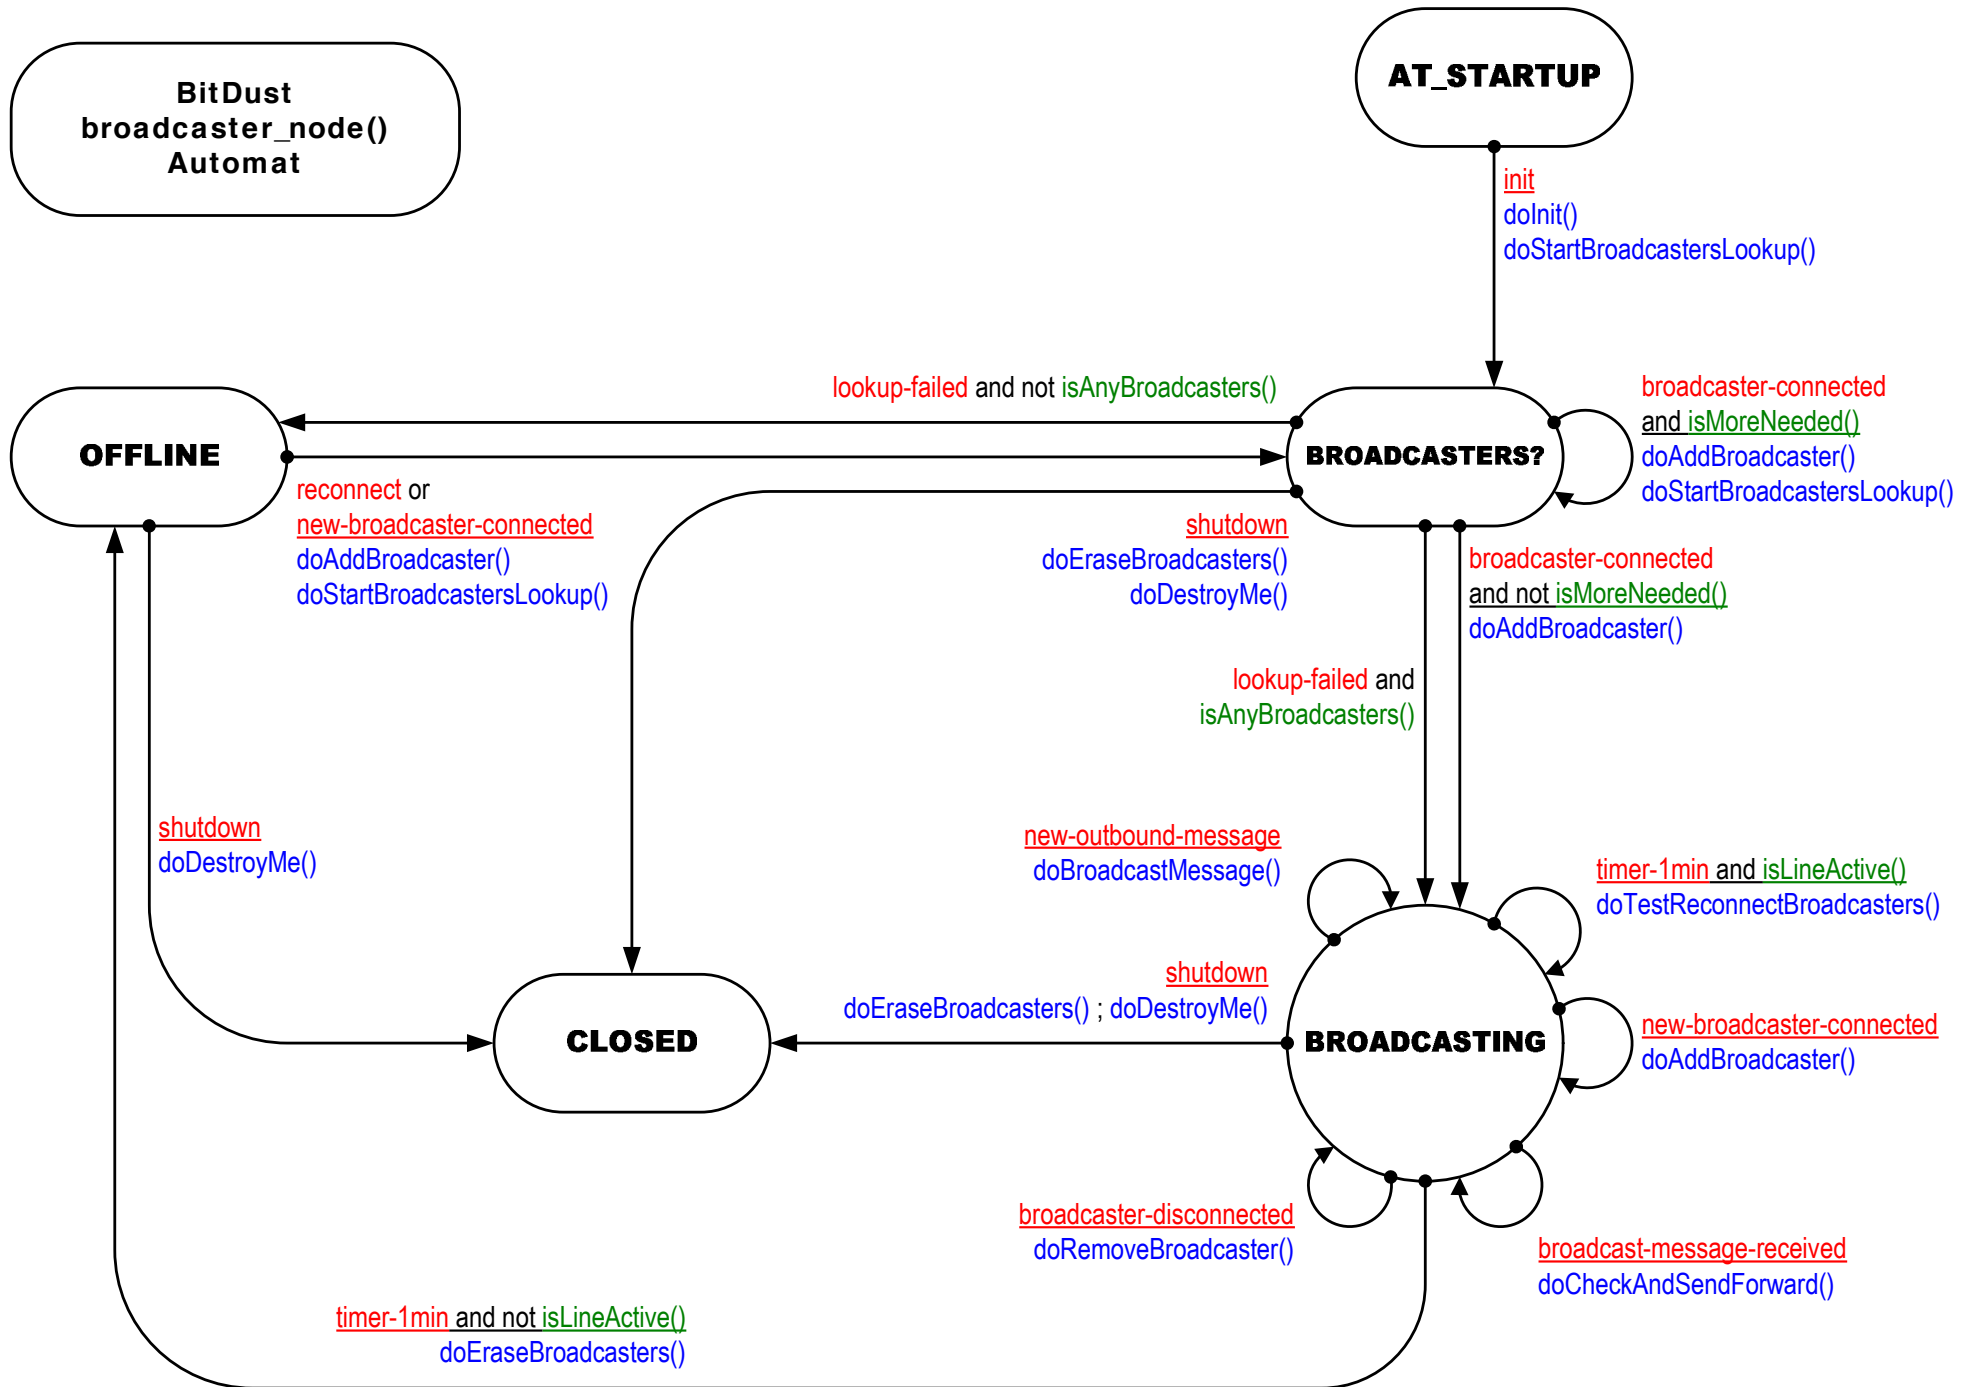 BitDust
broadcaster_node()
Automat
AT_STARTUP
init
doInit()
doStartBroadcastersLookup()
lookup-failed and not isAnyBroadcasters()
broadcaster-connected
and isMoreNeeded()
doAddBroadcaster()
doStartBroadcastersLookup()
OFFLINE
BROADCASTERS?
reconnect or
new-broadcaster-connected
doAddBroadcaster()
doStartBroadcastersLookup()
shutdown
doEraseBroadcasters()
doDestroyMe()
broadcaster-connected
and not isMoreNeeded()
doAddBroadcaster()
lookup-failed and
isAnyBroadcasters()
shutdown
doDestroyMe()
new-outbound-message
doBroadcastMessage()
timer-1min and isLineActive()
doTestReconnectBroadcasters()
shutdown
doEraseBroadcasters() ; doDestroyMe()
CLOSED
BROADCASTING
new-broadcaster-connected
doAddBroadcaster()
broadcaster-disconnected
doRemoveBroadcaster()
broadcast-message-received
doCheckAndSendForward()
timer-1min and not isLineActive()
doEraseBroadcasters()